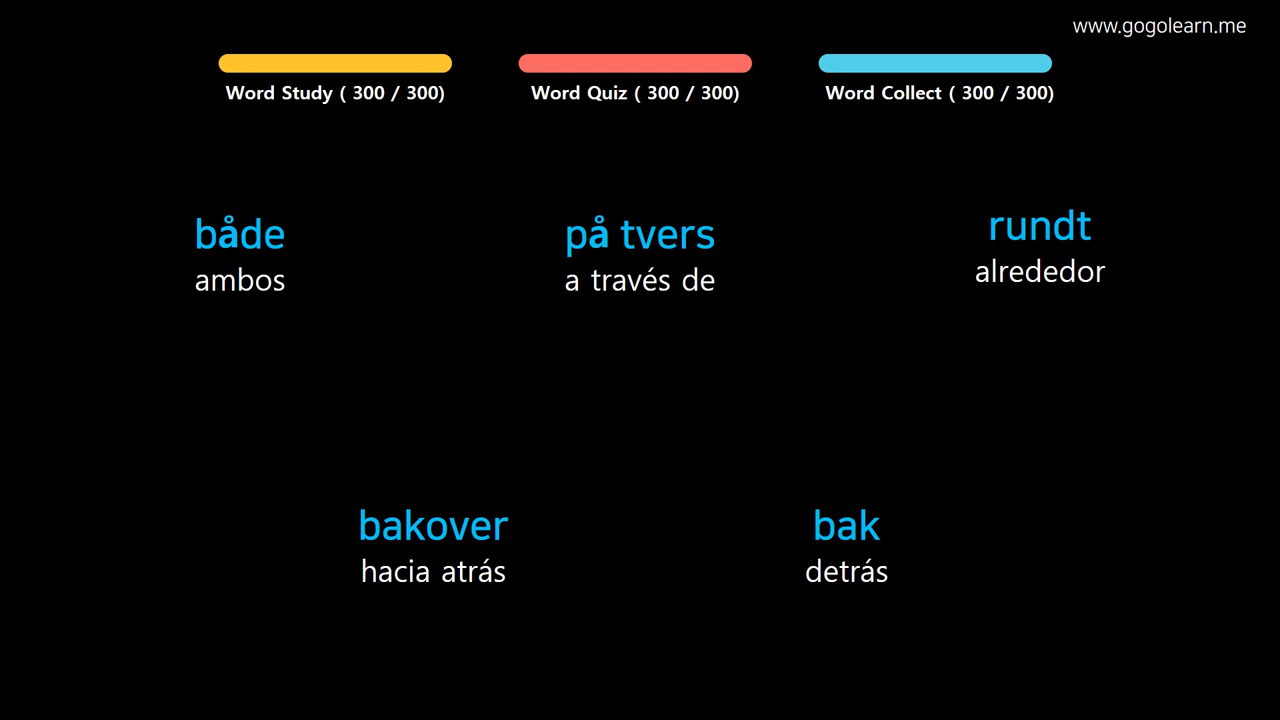 www.gogolearn.me
Word Study ( 300 / 300)
Word Quiz ( 300 / 300)
Word Collect ( 300 / 300)
både
ambos
på tvers
a través de
rundt
alrededor
bakover
hacia atrás
bak
detrás